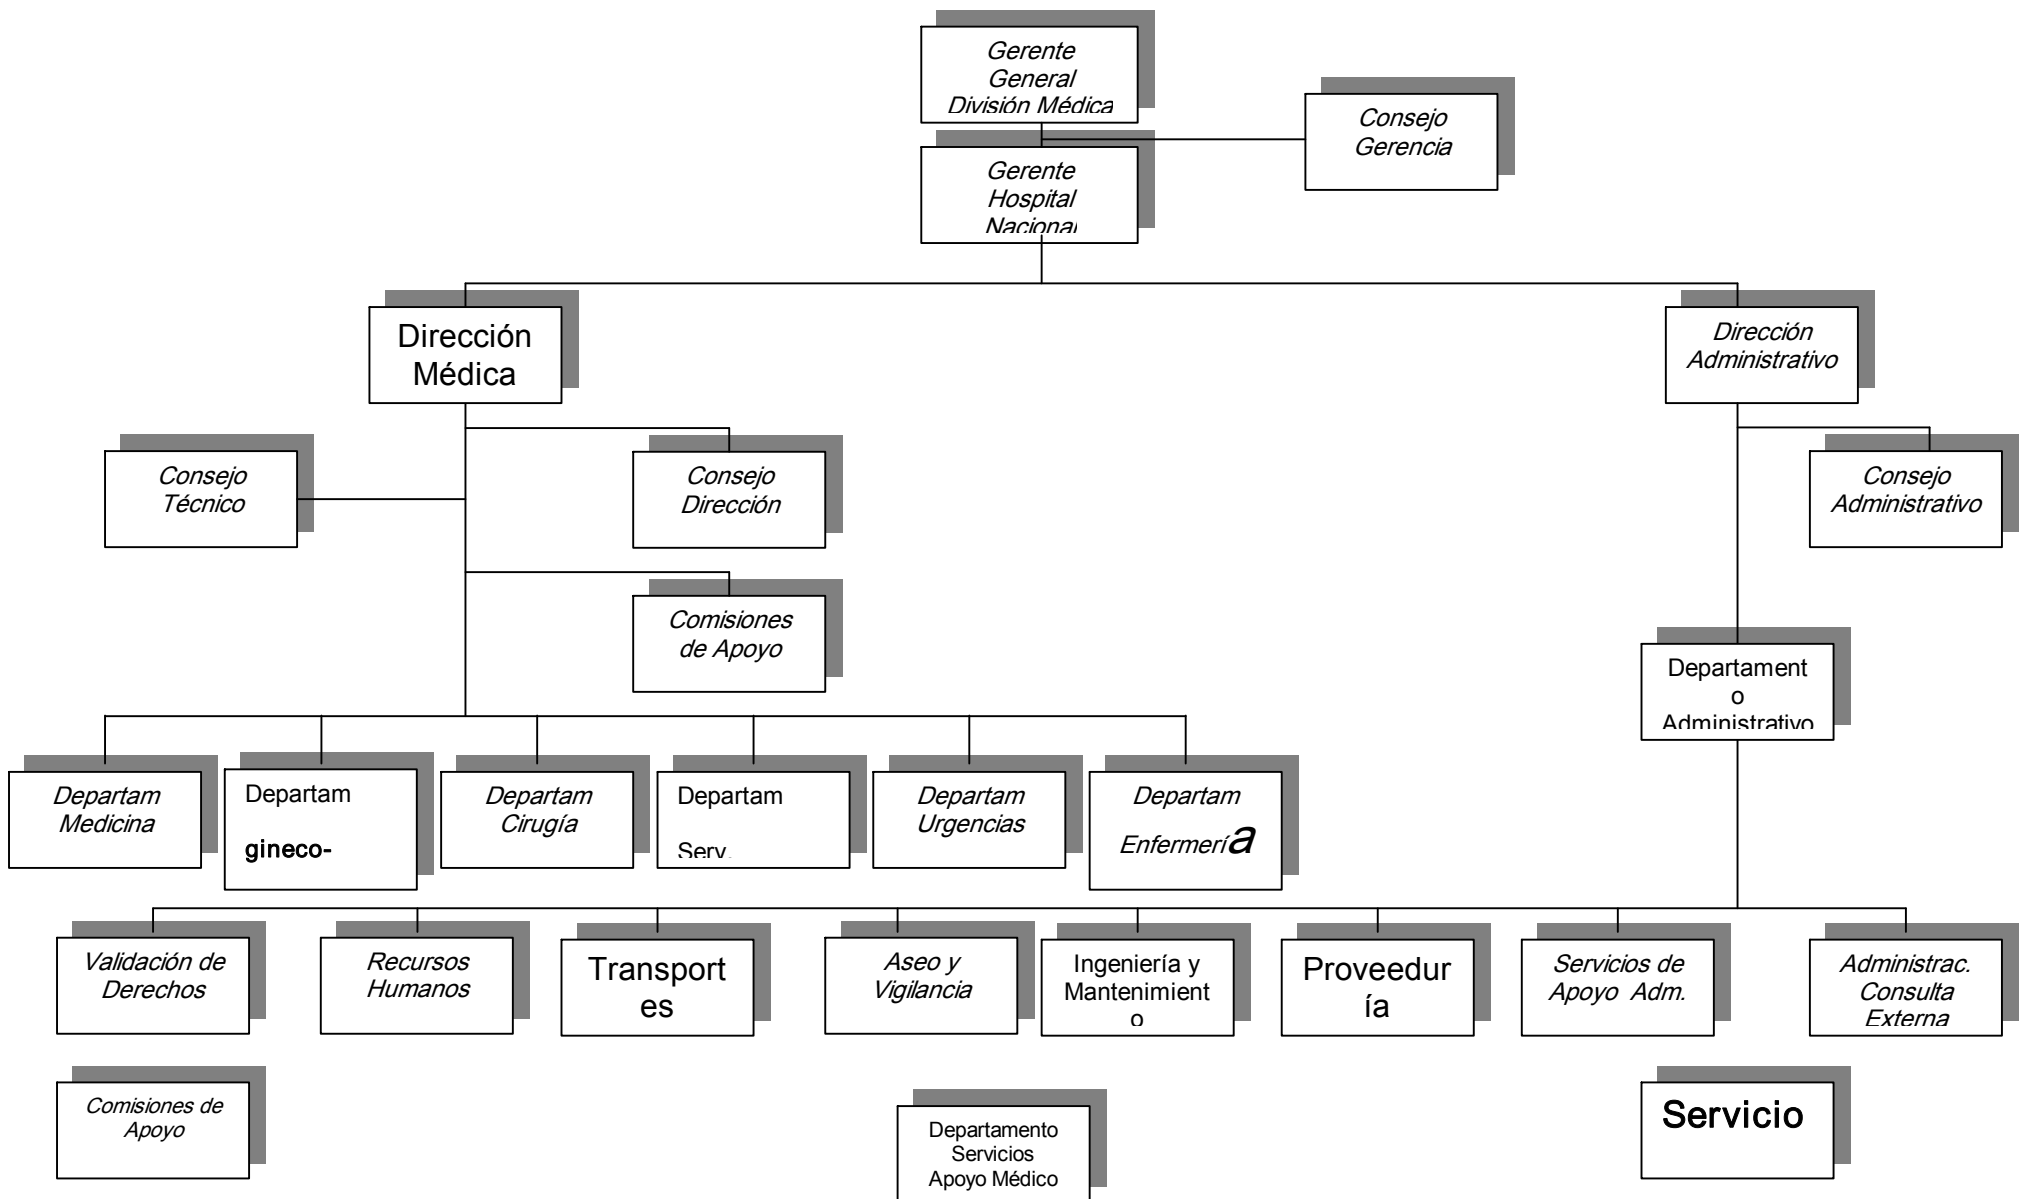 Gerente
General
División Médica
Consejo
Gerencia
Gerente
Hospital
Nacional
Dirección
Médica
Dirección
Administrativo
Consejo
Técnico
Consejo
Dirección
Consejo
Administrativo
Comisiones
de Apoyo
Departament
o
Administrativo
Departam
Medicina
Departam
gineco-
Departam
Cirugía
Departam
Serv.
Departam
Urgencias
Departam
Enfermería
Validación de
Derechos
Recursos
Humanos
Transport
es
Aseo y
Vigilancia
Ingeniería y
Mantenimient
o
Proveedur
ía
Servicios de
Apoyo Adm.
Administrac.
Consulta
Externa
Comisiones de
Apoyo
Departamento
Servicios
Apoyo Médico
Servicio